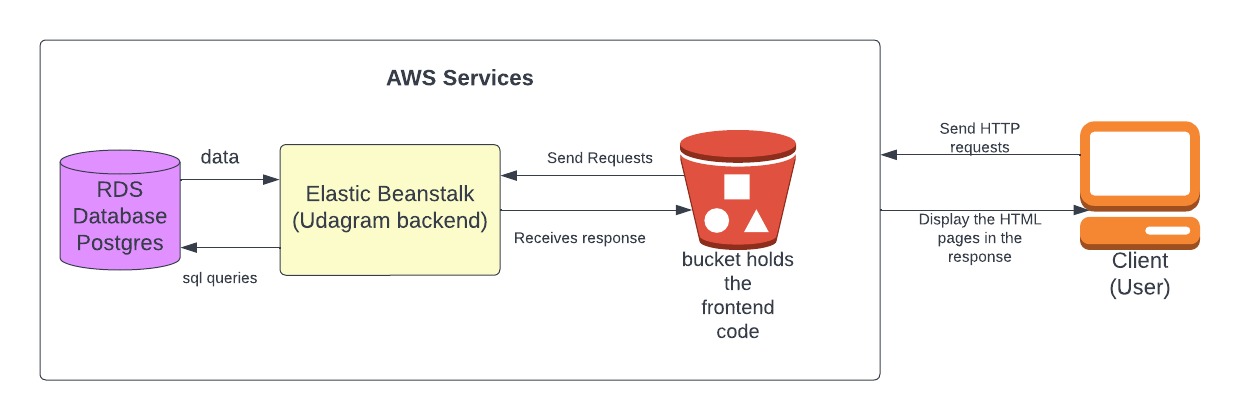 AWS Services
data
RDS
Database
Postgres
sql queries
Elastic Beanstalk
(Udagram backend)
Send Requests
Receives response
bucket holds
the
frontend
code
Send HTTP
requests
Display the HTML
pages in the
response
Client
(User)